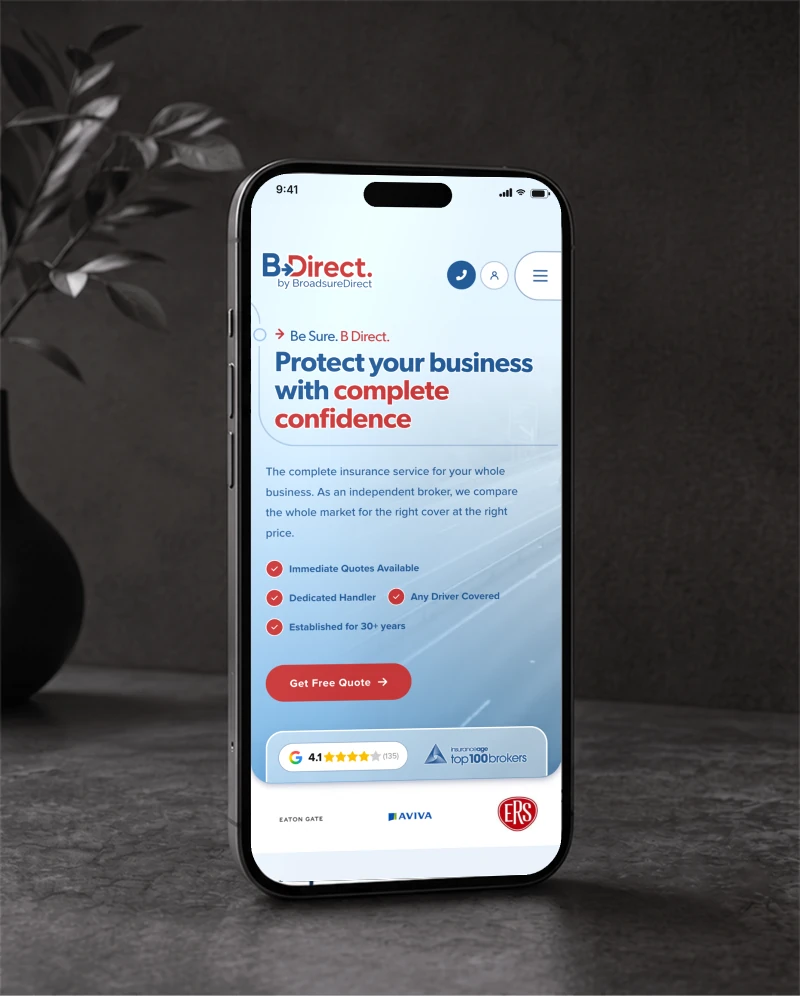 9:41
B Direct.
by BroadsureDirect
Be Sure. B Direct.
Protect your business
with complete
confidence
The complete insurance service for your whole
business. As an independent broker, we compare
the whole market for the right cover at the right
price.
Immediate Quotes Available
Dedicated Handler
Any Driver Covered
Established for 30+ years
Get Free Quote
4.1 (135)
insuranceage
top100brokers
EATON GATE
AVIVA
ERS